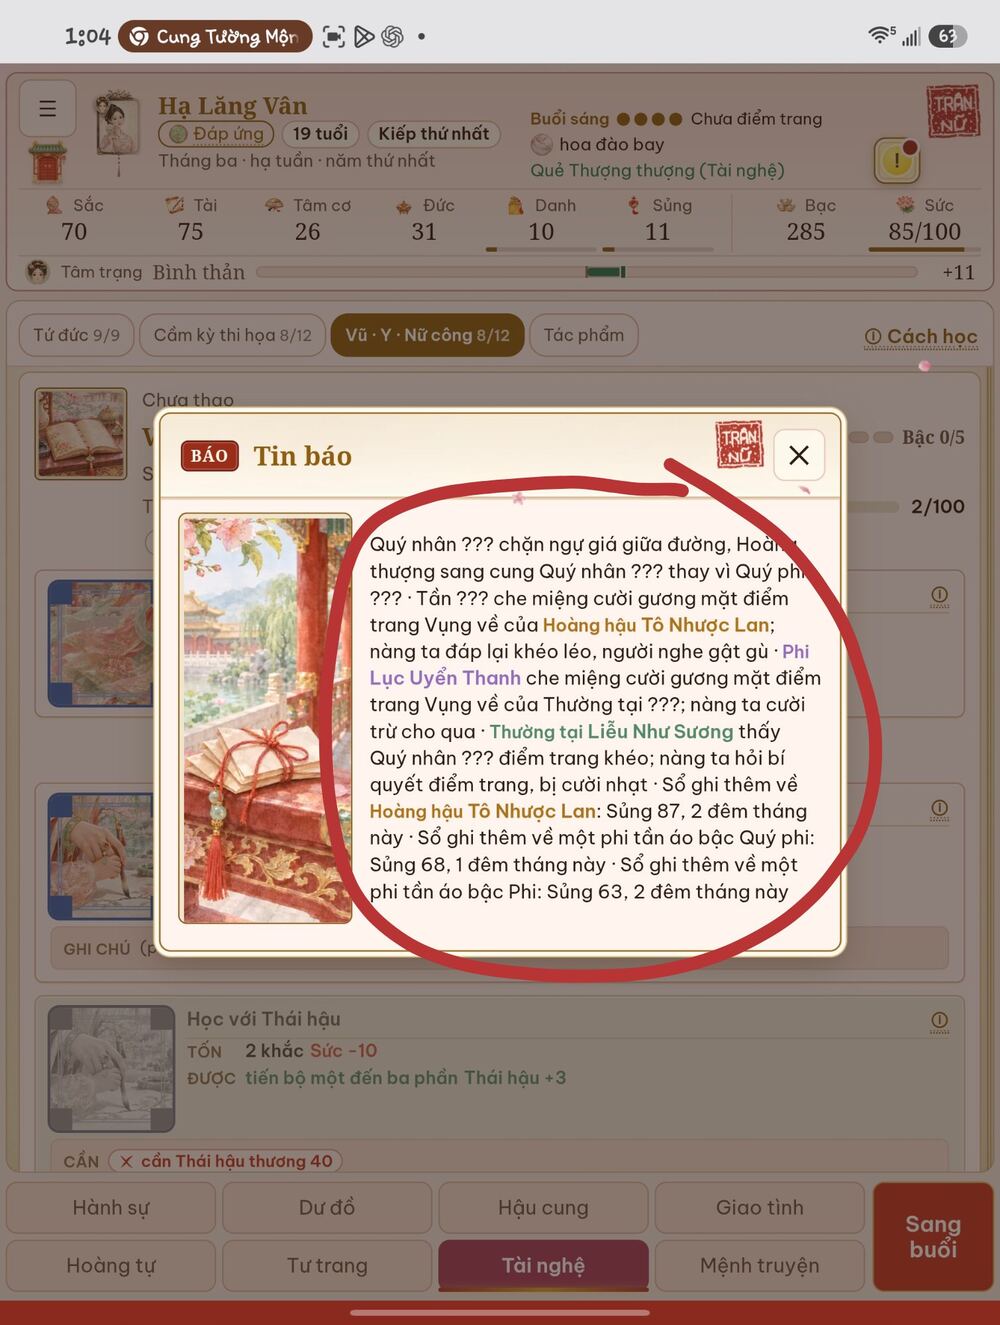 1:04 Cung Tường Mộn
63
Hạ Lăng Vân
Đáp ứng 19 tuổi Kiếp thứ nhất
Tháng ba · hạ tuần · năm thứ nhất
Buổi sáng Chưa điểm trang
hoa đào bay
Quẻ Thượng thượng (Tài nghệ)
TRÂN NỮ
Sắc Tài Tâm cơ Đức Danh Sủng Bạc Sức
70 75 26 31 10 11 285 85/100
Tâm trạng Bình thản +11
Tứ đức 9/9 Cầm kỳ thi họa 8/12 Vũ · Y · Nữ công 8/12 Tác phẩm Cách học
Chưa thạo
Bậc 0/5
2/100
BÁO Tin báo
TRÂN NỮ
Quý nhân ??? chặn ngự giá giữa đường, Hoàng
thượng sang cung Quý nhân ??? thay vì Quý phi
??? · Tần ??? che miệng cười gương mặt điểm
trang Vụng về của Hoàng hậu Tô Nhược Lan;
nàng ta đáp lại khéo léo, người nghe gật gù · Phi
Lục Uyển Thanh che miệng cười gương mặt điểm
trang Vụng về của Thường tại ???; nàng ta cười
trừ cho qua · Thường tại Liễu Như Sương thấy
Quý nhân ??? điểm trang khéo; nàng ta hỏi bí
quyết điểm trang, bị cười nhạt · Sổ ghi thêm về
Hoàng hậu Tô Nhược Lan: Sủng 87, 2 đêm tháng
này · Sổ ghi thêm về một phi tần áo bậc Quý phi:
Sủng 68, 1 đêm tháng này · Sổ ghi thêm về một
phi tần áo bậc Phi: Sủng 63, 2 đêm tháng này
GHI CHÚ
Học với Thái hậu
TỐN 2 khắc Sức -10
ĐƯỢC tiến bộ một đến ba phần Thái hậu +3
CẦN cần Thái hậu thương 40
Hành sự Dư đồ Hậu cung Giao tình
Sang buổi
Hoàng tự Tư trang Tài nghệ Mệnh truyện